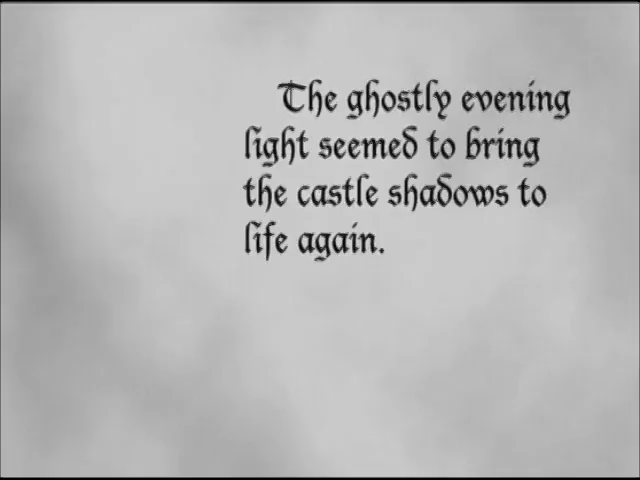 The ghostly evening
light seemed to bring
the castle shadows to
life again.